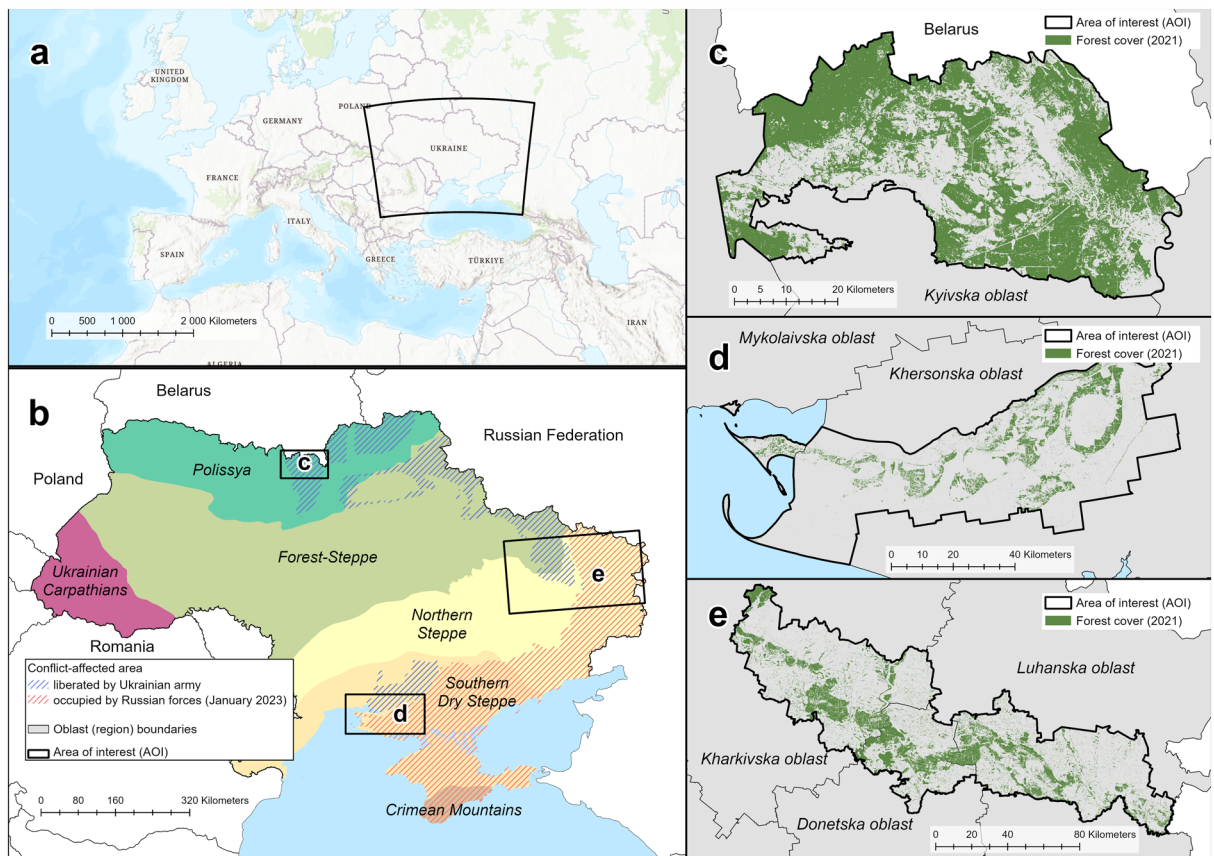 a
UNITED
KINGDOM
POLAND
GERMANY
UKRAINE
FRANCE
ITALY
SPAIN
GREECE
TÜRKIYE
IRAN
ALGERIA
0 500 1 000 2 000 Kilometers
b
Belarus
Russian Federation
Poland
Polissya
c
Forest-Steppe
e
Ukrainian
Carpathians
Northern
Steppe
Romania
Southern
Dry Steppe
d
Crimean Mountains
Conflict-affected area
liberated by Ukrainian army
occupied by Russian forces (January 2023)
Oblast (region) boundaries
Area of interest (AOI)
0 80 160 320 Kilometers
c
Belarus
Area of interest (AOI)
Forest cover (2021)
0 5 10 20 Kilometers
Kyivska oblast
d
Mykolaivska oblast
Khersonska oblast
Area of interest (AOI)
Forest cover (2021)
0 10 20 40 Kilometers
e
Area of interest (AOI)
Forest cover (2021)
Luhanska oblast
Kharkivska oblast
Donetska oblast
0 20 40 80 Kilometers